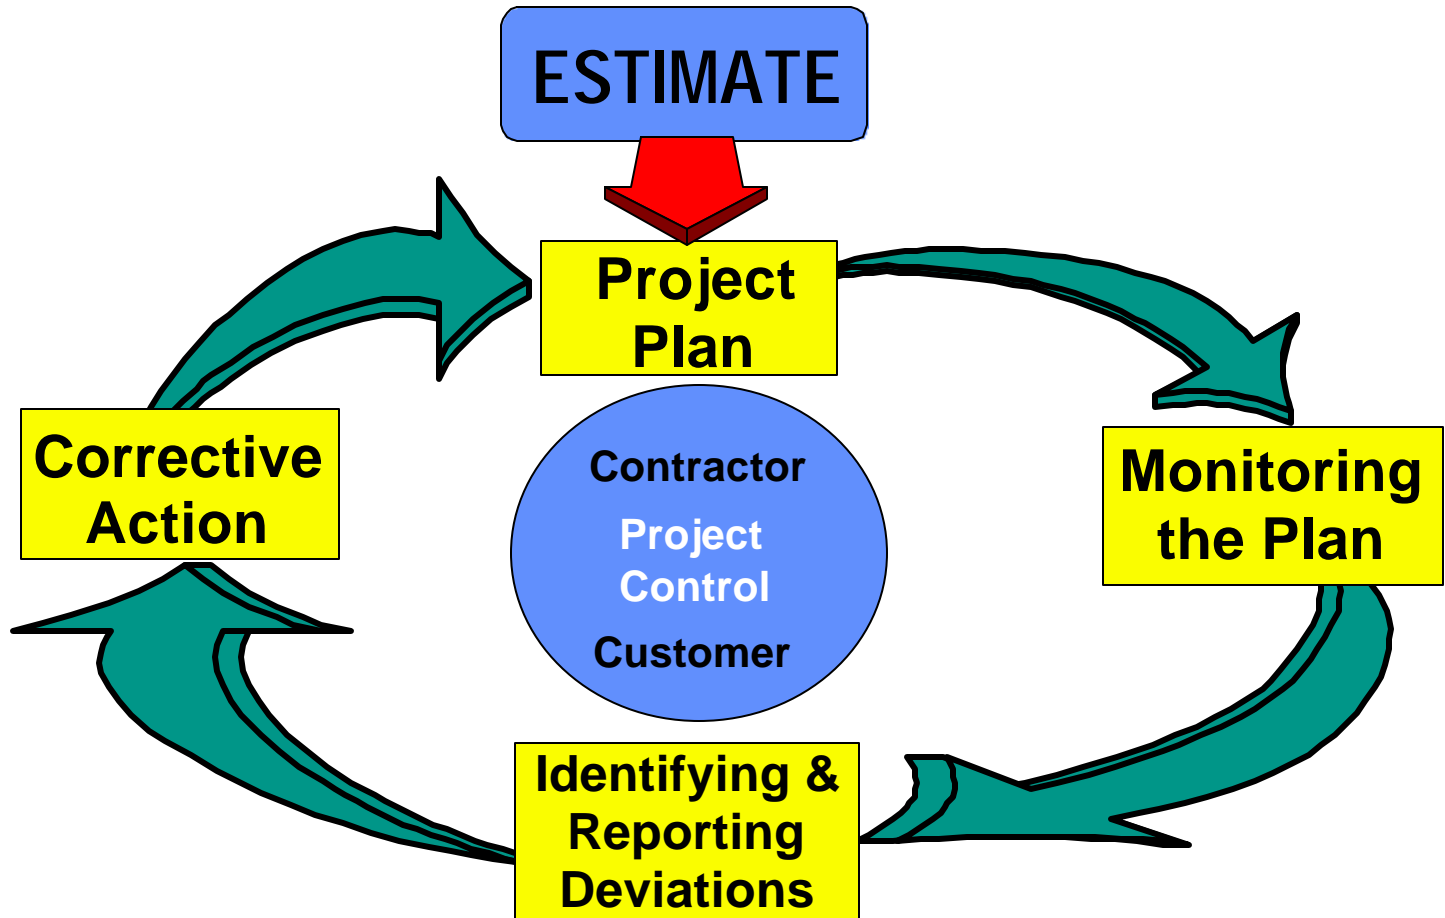 ESTIMATE
Project
Plan
Corrective
Action
Contractor
Project
Control
Customer
Monitoring
the Plan
Identifying &
Reporting
Deviations